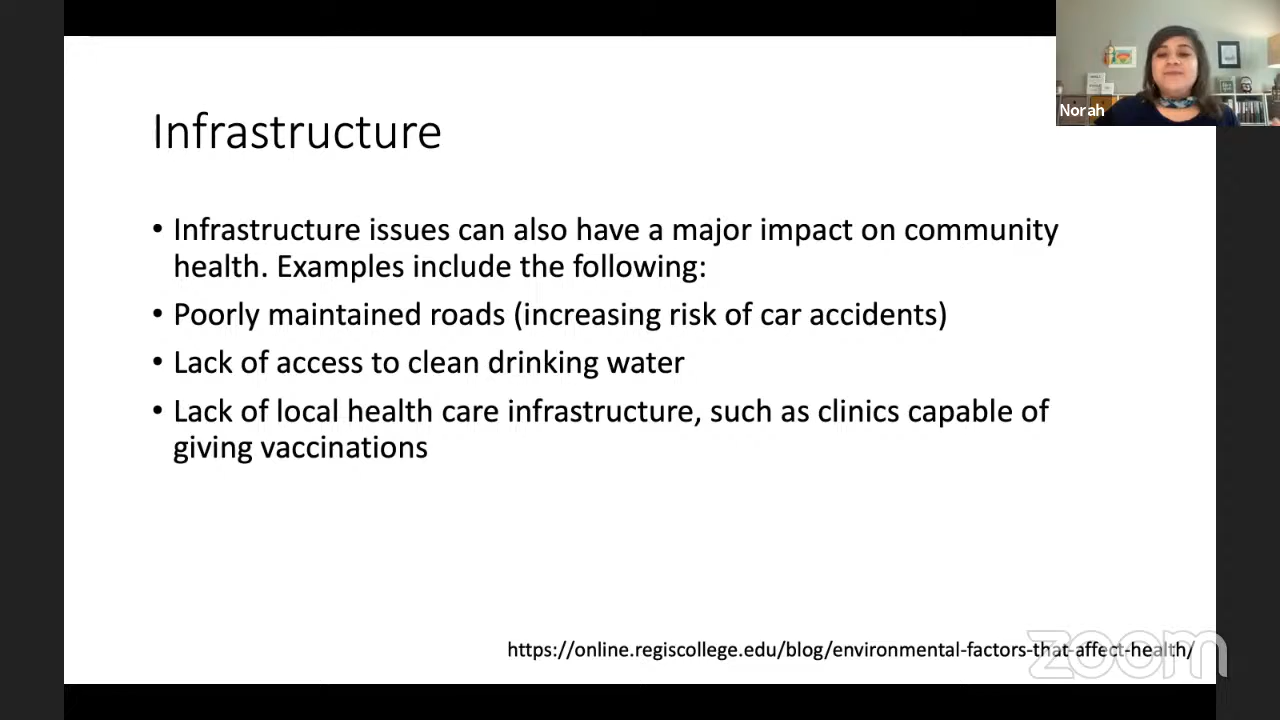 Norah
Infrastructure
• Infrastructure issues can also have a major impact on community
health. Examples include the following:
• Poorly maintained roads (increasing risk of car accidents)
• Lack of access to clean drinking water
• Lack of local health care infrastructure, such as clinics capable of
giving vaccinations
https://online.regiscollege.edu/blog/environmental-factors-that-affect-health/
zoom